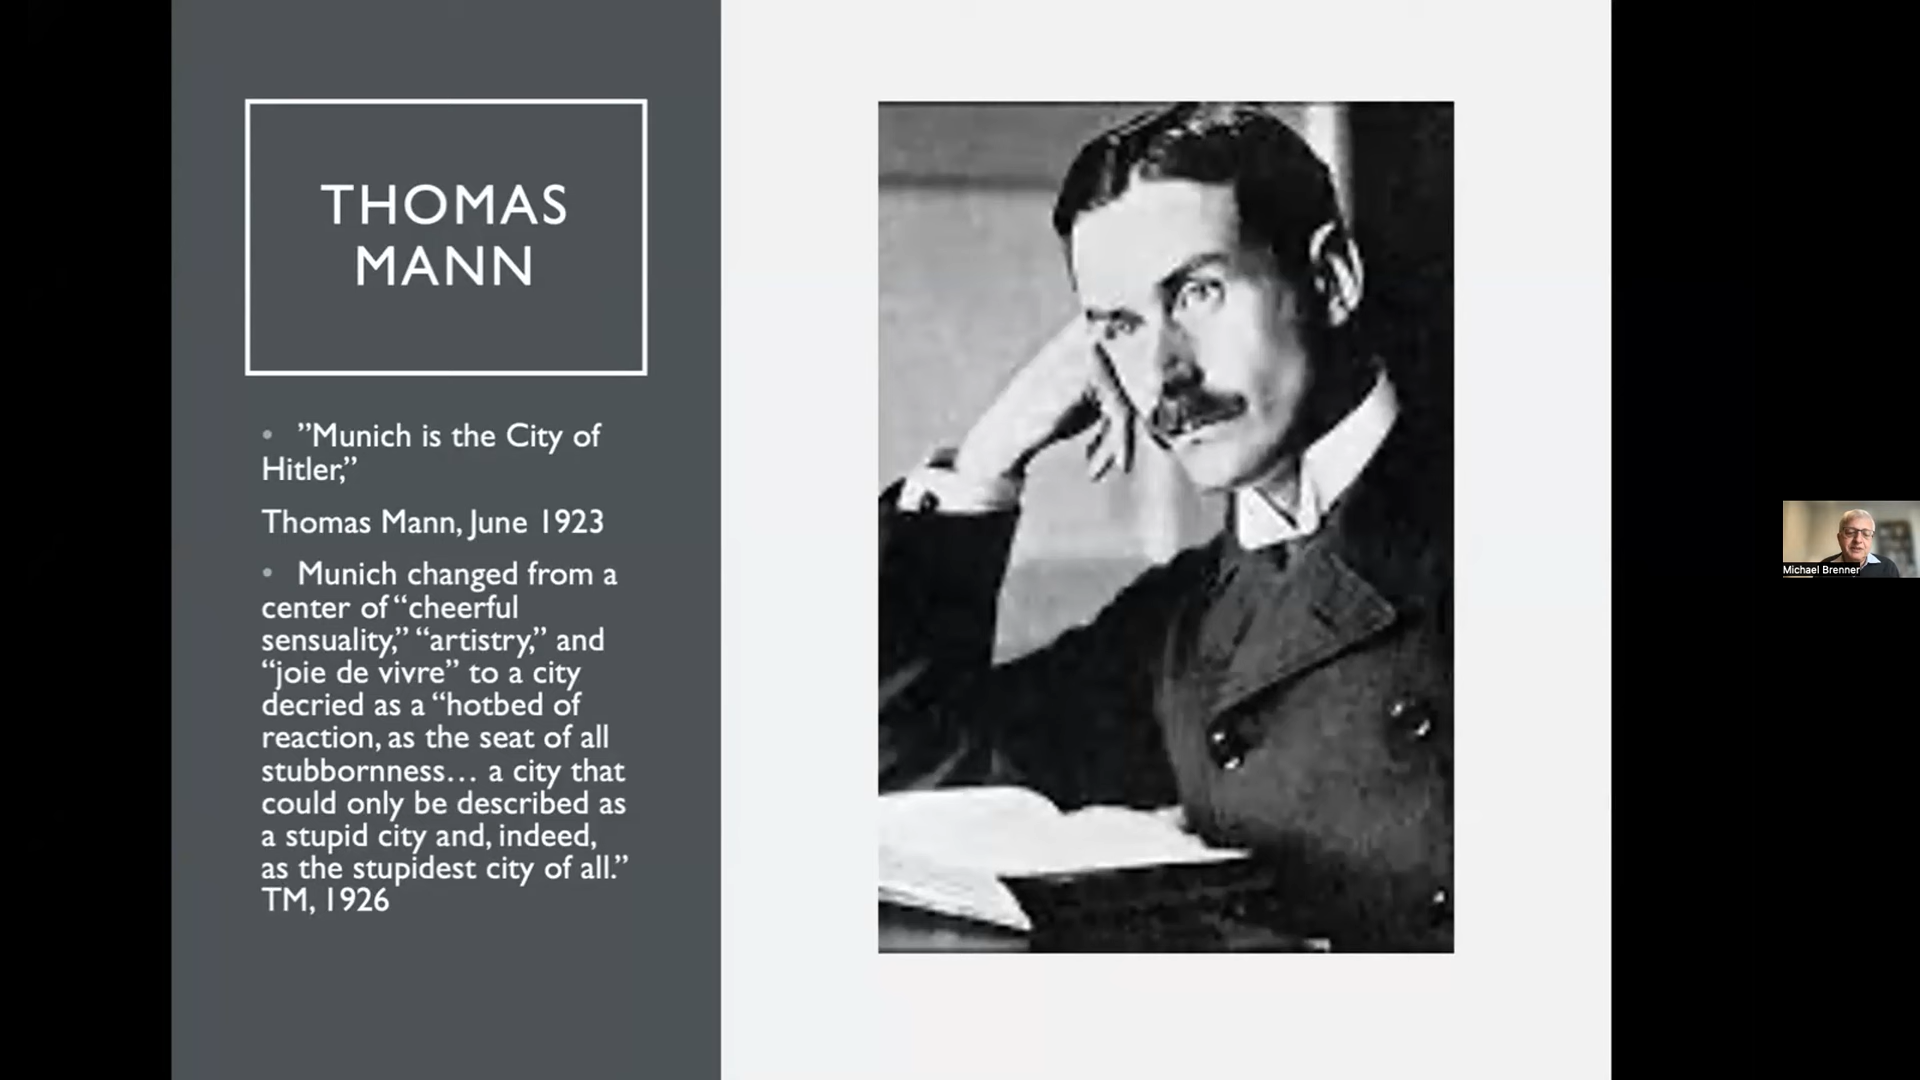 THOMAS
MANN
• ”Munich is the City of
Hitler,”
Thomas Mann, June 1923
• Munich changed from a
center of “cheerful
sensuality,” “artistry,” and
“joie de vivre” to a city
decried as a “hotbed of
reaction, as the seat of all
stubbornness… a city that
could only be described as
a stupid city and, indeed,
as the stupidest city of all.”
TM, 1926
Michael Brenner